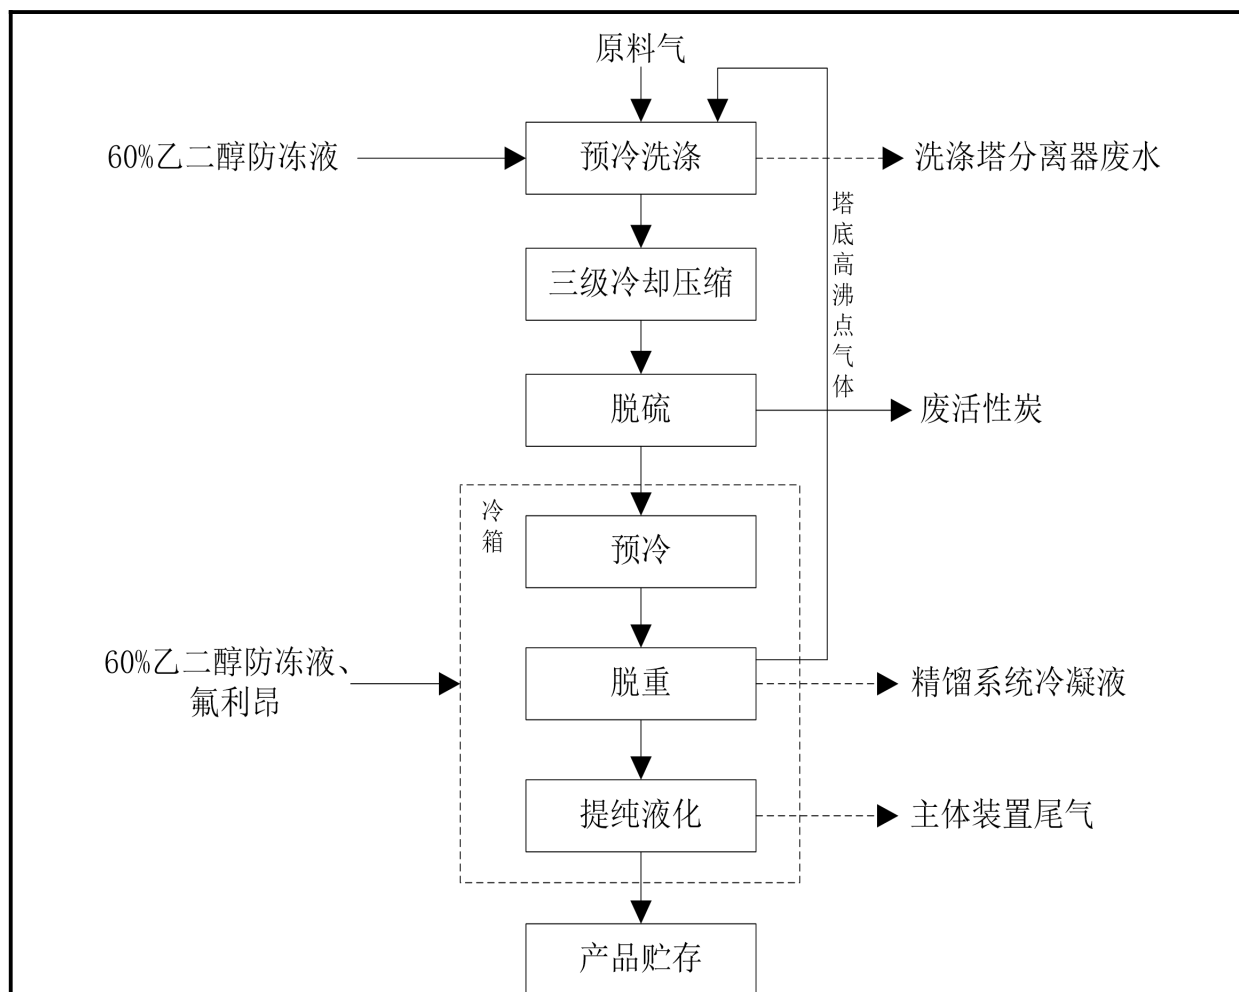 原料气
60%乙二醇防冻液
预冷洗涤
洗涤塔分离器废水
塔底高沸点气体
三级冷却压缩
脱硫
废活性炭
冷箱
预冷
60%乙二醇防冻液、
氟利昂
脱重
精馏系统冷凝液
提纯液化
主体装置尾气
产品贮存